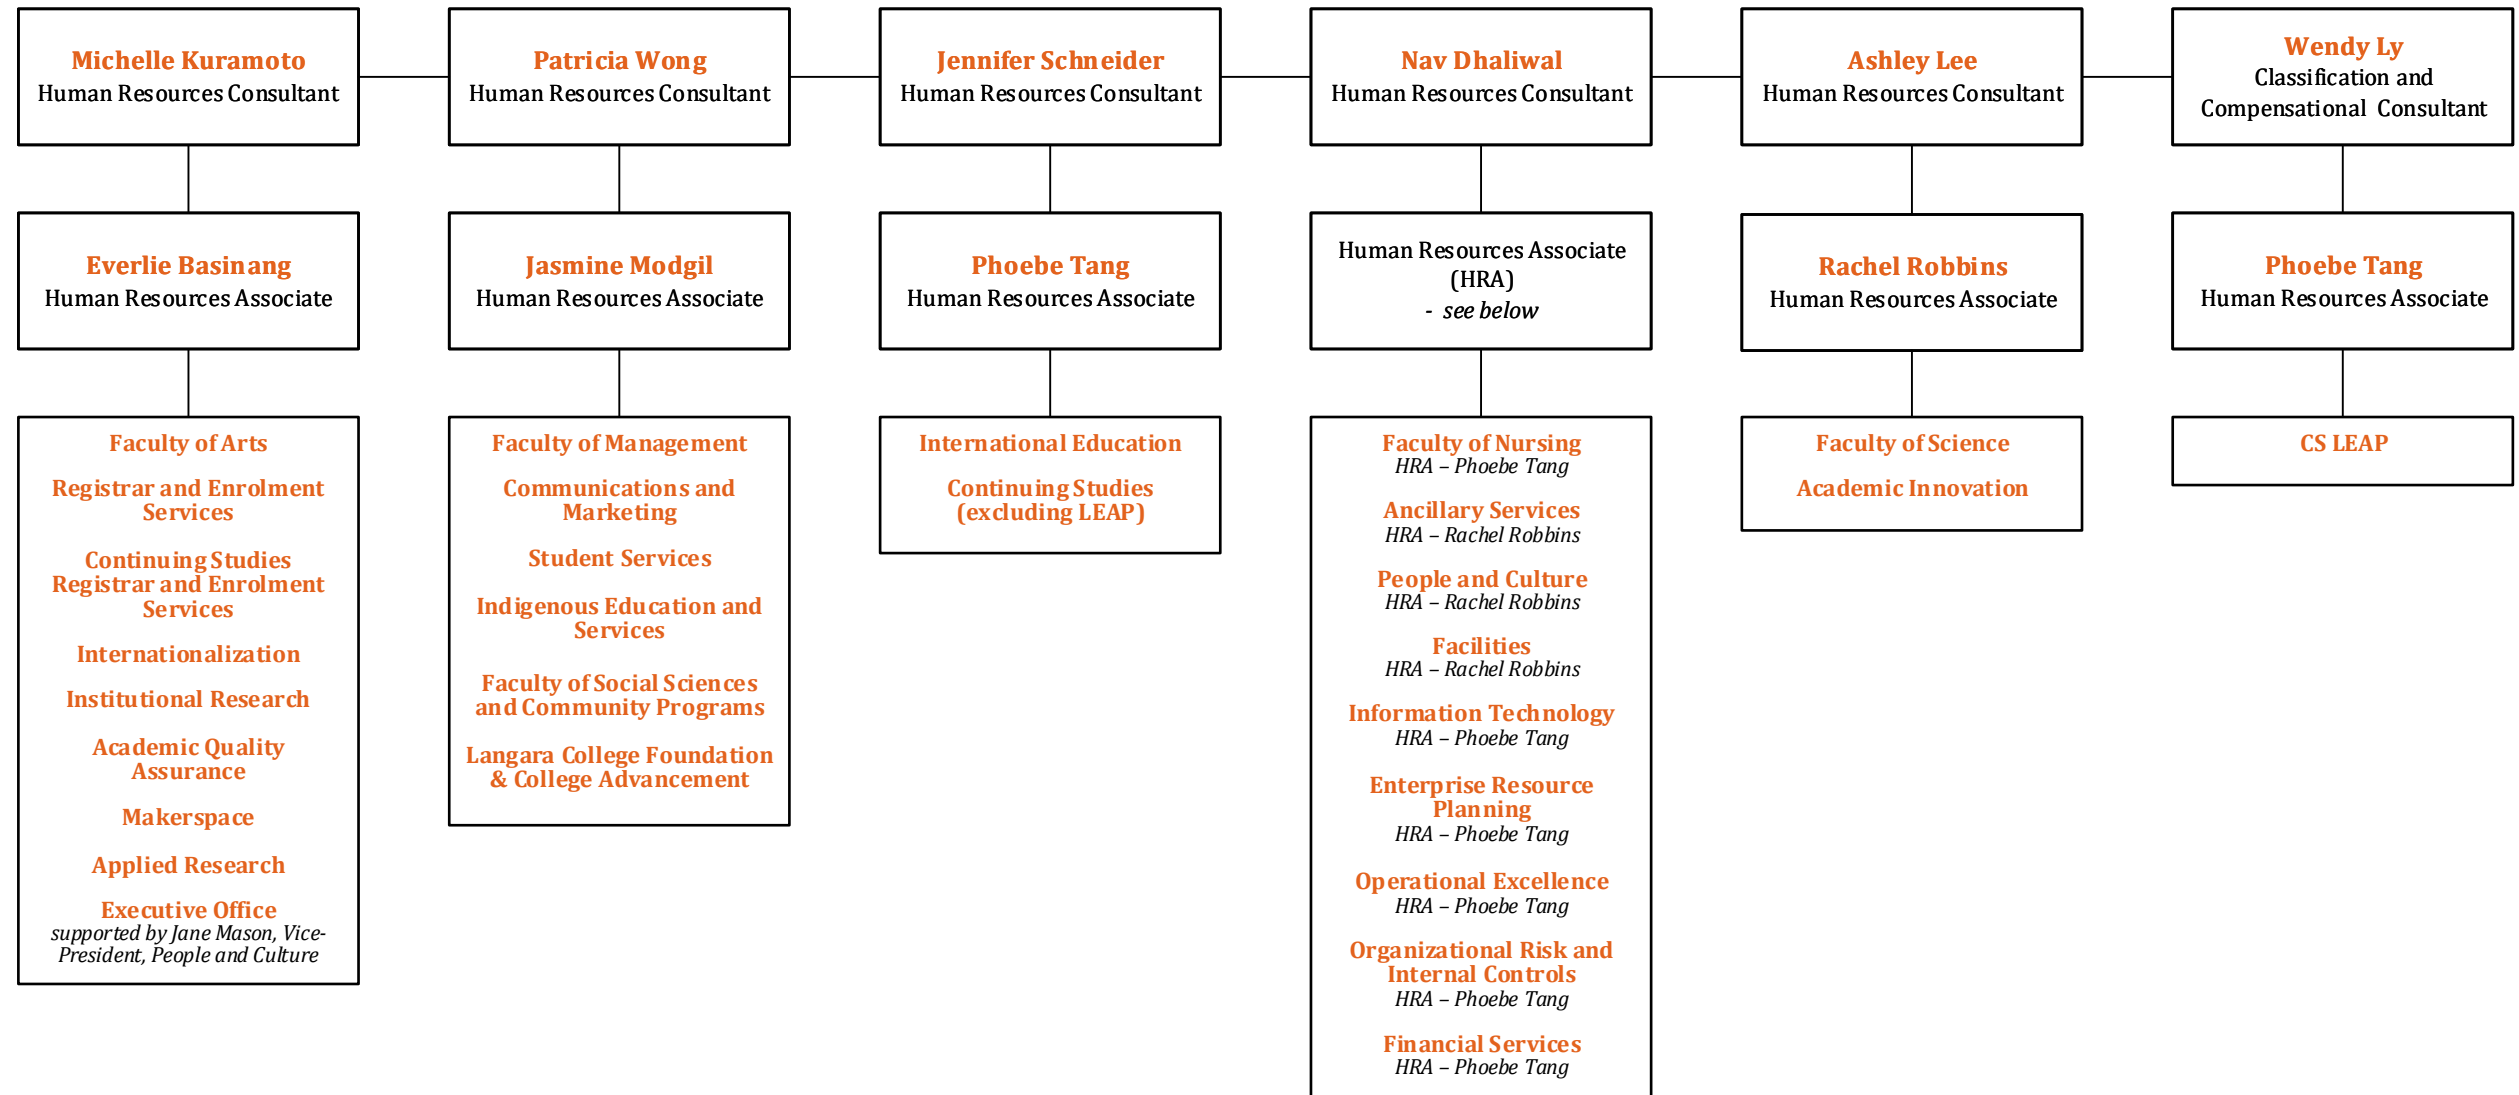 Michelle Kuramoto
Human Resources Consultant
Patricia Wong
Human Resources Consultant
Jennifer Schneider
Human Resources Consultant
Nav Dhaliwal
Human Resources Consultant
Ashley Lee
Human Resources Consultant
Wendy Ly
Classification and
Compensational Consultant
Everlie Basinang
Human Resources Associate
Jasmine Modgil
Human Resources Associate
Phoebe Tang
Human Resources Associate
Human Resources Associate
(HRA)
- see below
Rachel Robbins
Human Resources Associate
Phoebe Tang
Human Resources Associate
Faculty of Arts
Registrar and Enrolment
Services
Continuing Studies
Registrar and Enrolment
Services
Internationalization
Institutional Research
Academic Quality
Assurance
Makerspace
Applied Research
Executive Office
supported by Jane Mason, Vice-
President, People and Culture
Faculty of Management
Communications and
Marketing
Student Services
Indigenous Education and
Services
Faculty of Social Sciences
and Community Programs
Langara College Foundation
& College Advancement
International Education
Continuing Studies
(excluding LEAP)
Faculty of Nursing
HRA – Phoebe Tang
Ancillary Services
HRA – Rachel Robbins
People and Culture
HRA – Rachel Robbins
Facilities
HRA – Rachel Robbins
Information Technology
HRA – Phoebe Tang
Enterprise Resource
Planning
HRA – Phoebe Tang
Operational Excellence
HRA – Phoebe Tang
Organizational Risk and
Internal Controls
HRA – Phoebe Tang
Financial Services
HRA – Phoebe Tang
Faculty of Science
Academic Innovation
CS LEAP